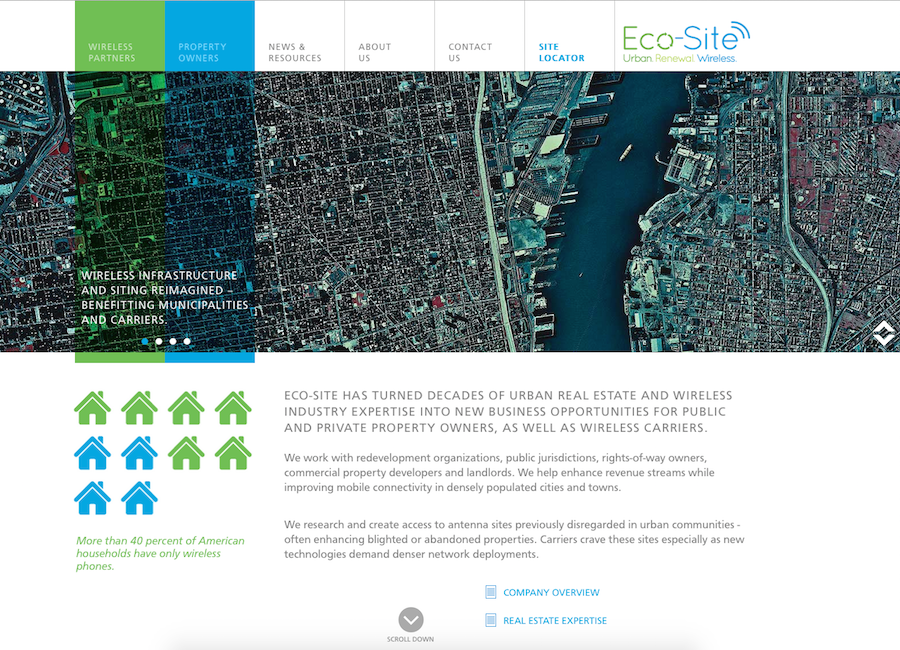 WIRELESS
PARTNERS
PROPERTY
OWNERS
NEWS &
RESOURCES
ABOUT
US
CONTACT
US
SITE
LOCATOR
Eco-Site
Urban. Renewal. Wireless.
WIRELESS INFRASTRUCTURE
AND SITING REIMAGINED –
BENEFITTING MUNICIPALITIES
AND CARRIERS.
ECO-SITE HAS TURNED DECADES OF URBAN REAL ESTATE AND WIRELESS
INDUSTRY EXPERTISE INTO NEW BUSINESS OPPORTUNITIES FOR PUBLIC
AND PRIVATE PROPERTY OWNERS, AS WELL AS WIRELESS CARRIERS.
We work with redevelopment organizations, public jurisdictions, rights-of-way owners,
commercial property developers and landlords. We help enhance revenue streams while
improving mobile connectivity in densely populated cities and towns.
We research and create access to antenna sites previously disregarded in urban communities -
often enhancing blighted or abandoned properties. Carriers crave these sites especially as new
technologies demand denser network deployments.
More than 40 percent of American
households have only wireless
phones.
COMPANY OVERVIEW
REAL ESTATE EXPERTISE
SCROLL DOWN